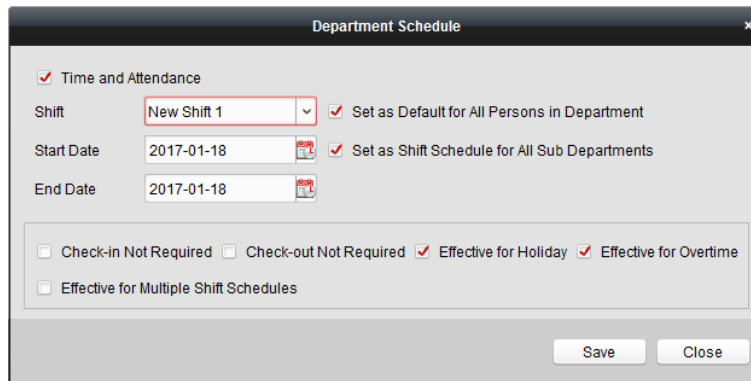 Department Schedule
Time and Attendance
Shift New Shift 1 Set as Default for All Persons in Department
Start Date 2017-01-18 Set as Shift Schedule for All Sub Departments
End Date 2017-01-18
Check-in Not Required Check-out Not Required Effective for Holiday Effective for Overtime
Effective for Multiple Shift Schedules
Save Close